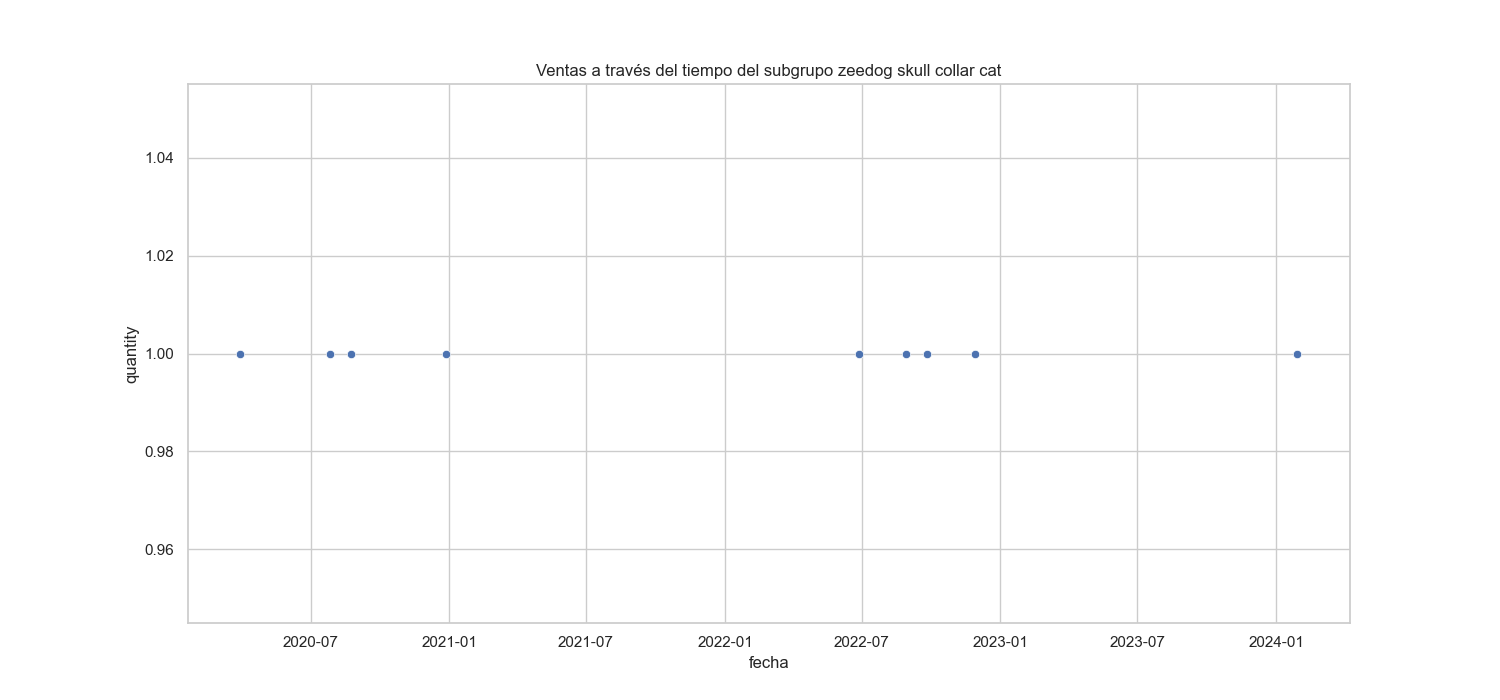 Ventas a través del tiempo del subgrupo zeedog skull collar cat
1.04
1.02
1.00
0.98
0.96
quantity
2020-07 2021-01 2021-07 2022-01 2022-07 2023-01 2023-07 2024-01
fecha